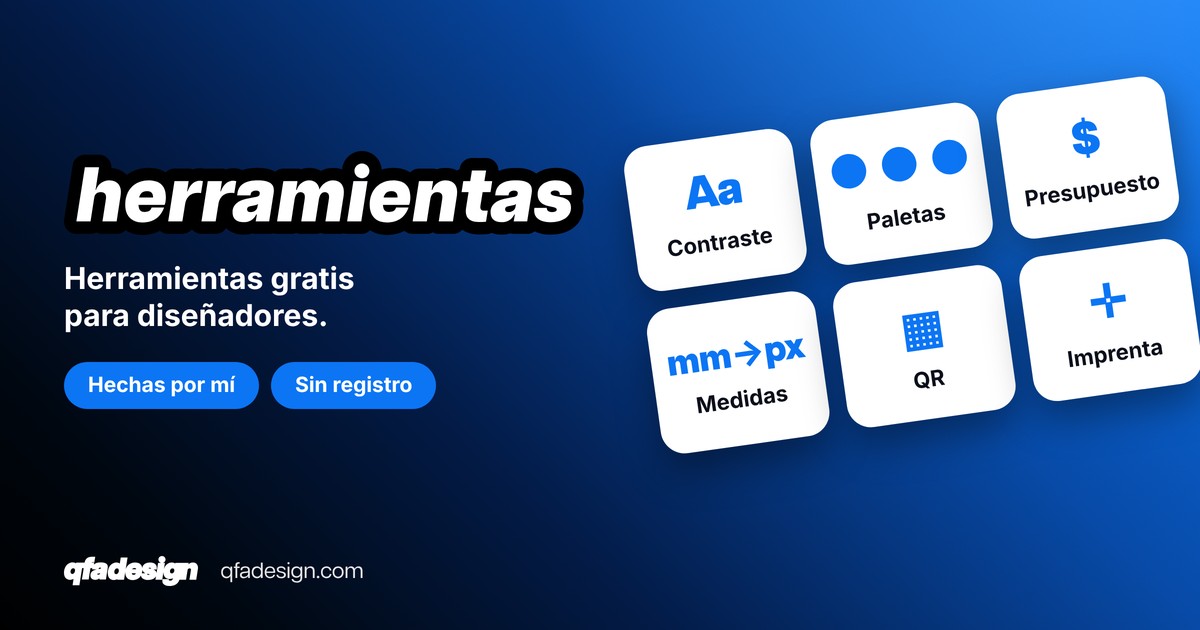 herramientas
Herramientas gratis
para diseñadores.
Hechas por mí
Sin registro
Aa
Contraste
Paletas
$
Presupuesto
mm→px
Medidas
QR
Imprenta
qfadesign
qfadesign.com